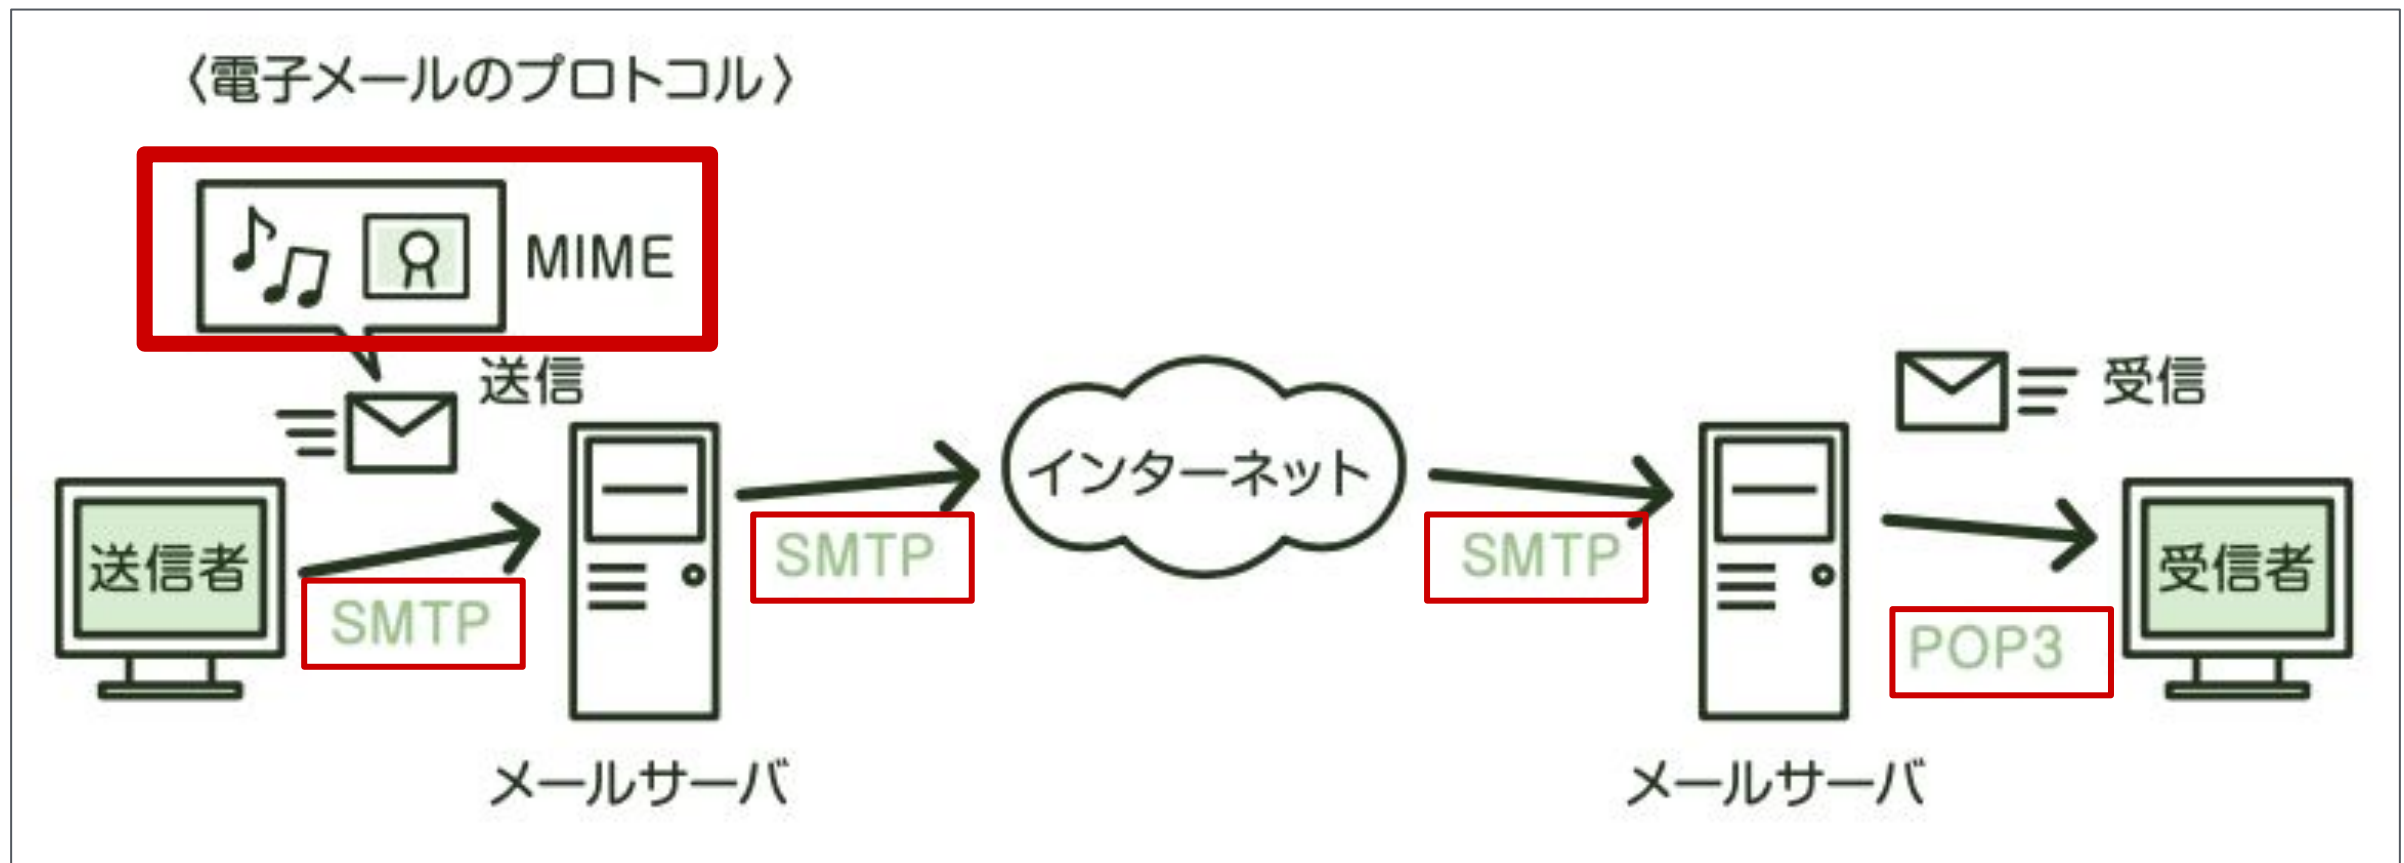 〈電子メールのプロトコル〉
MIME
送信
受信
インターネット
送信者
SMTP
SMTP
SMTP
POP3
受信者
メールサーバ
メールサーバ